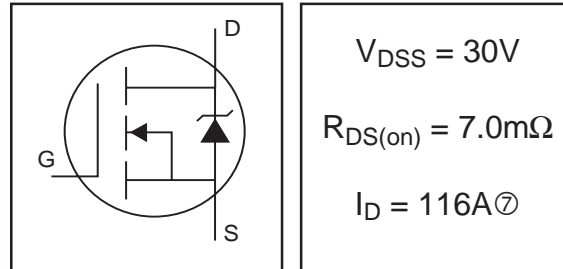 D
G
S
VDSS = 30V
RDS(on) = 7.0mΩ
ID = 116A⑦